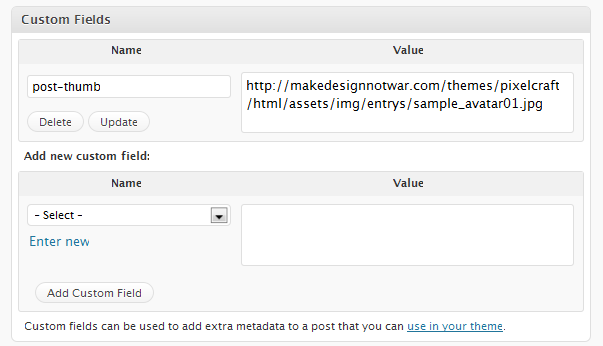 Custom Fields
Name Value
post-thumb
http://makedesignnotwar.com/themes/pixelcraft
/html/assets/img/entrys/sample_avatar01.jpg
Delete Update
Add new custom field:
Name Value
- Select -
Enter new
Add Custom Field
Custom fields can be used to add extra metadata to a post that you can use in your theme.